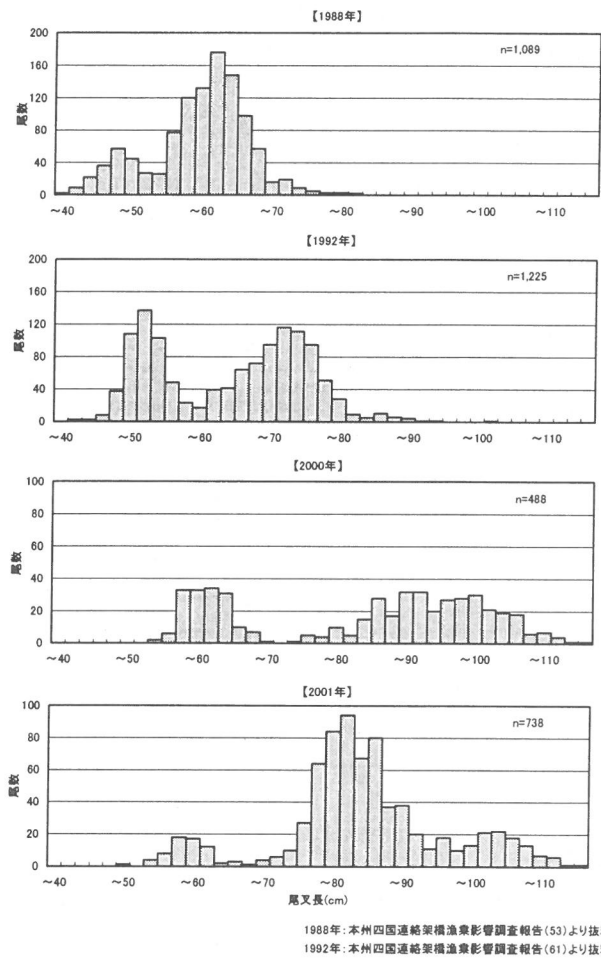 【1988年】
200
160
120
80
40
0
尾数
n=1,089
～40 ～50 ～60 ～70 ～80 ～90 ～100 ～110
【1992年】
200
160
120
80
40
0
尾数
n=1,225
～40 ～50 ～60 ～70 ～80 ～90 ～100 ～110
【2000年】
100
80
60
40
20
0
尾数
n=488
～40 ～50 ～60 ～70 ～80 ～90 ～100 ～110
【2001年】
100
80
60
40
20
0
尾数
n=738
～40 ～50 ～60 ～70 ～80 ～90 ～100 ～110
尾叉長(cm)
1988年：本州四国連絡架橋漁業影響調査報告(53)より抜
1992年：本州四国連絡架橋漁業影響調査報告(61)より抜